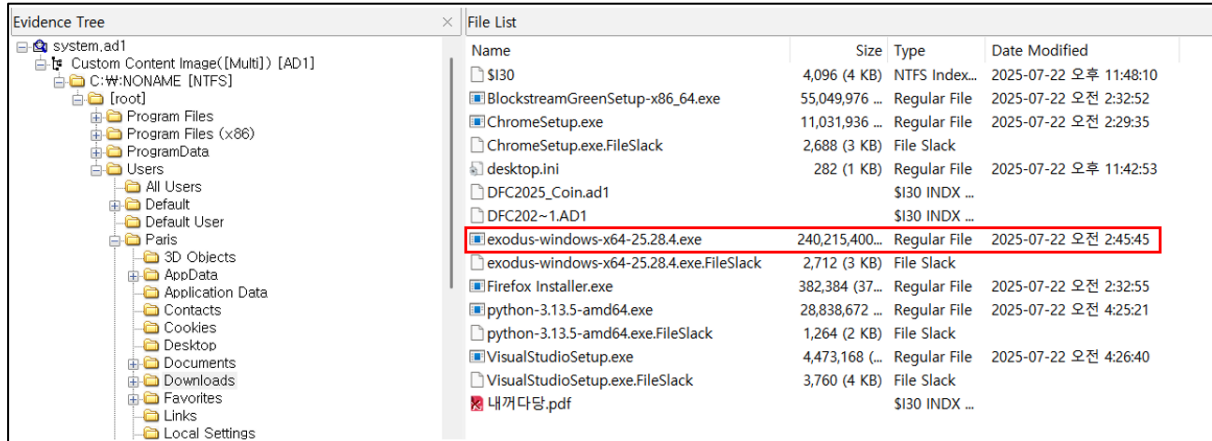 Evidence Tree
system.ad1
Custom Content Image([Multi]) [AD1]
C:₩:NONAME [NTFS]
[root]
Program Files
Program Files (x86)
ProgramData
Users
All Users
Default
Default User
Paris
3D Objects
AppData
Application Data
Contacts
Cookies
Desktop
Documents
Downloads
Favorites
Links
Local Settings
File List
Name Size Type Date Modified
$I30 4,096 (4 KB) NTFS Index... 2025-07-22 오후 11:48:10
BlockstreamGreenSetup-x86_64.exe 55,049,976 ... Regular File 2025-07-22 오전 2:32:52
ChromeSetup.exe 11,031,936 ... Regular File 2025-07-22 오전 2:29:35
ChromeSetup.exe.FileSlack 2,688 (3 KB) File Slack
desktop.ini 282 (1 KB) Regular File 2025-07-22 오후 11:42:53
DFC2025_Coin.ad1 $I30 INDX ...
DFC202~1.AD1 $I30 INDX ...
exodus-windows-x64-25.28.4.exe 240,215,400... Regular File 2025-07-22 오전 2:45:45
exodus-windows-x64-25.28.4.exe.FileSlack 2,712 (3 KB) File Slack
Firefox Installer.exe 382,384 (37... Regular File 2025-07-22 오전 2:32:55
python-3.13.5-amd64.exe 28,838,672 ... Regular File 2025-07-22 오전 4:25:21
python-3.13.5-amd64.exe.FileSlack 1,264 (2 KB) File Slack
VisualStudioSetup.exe 4,473,168 (... Regular File 2025-07-22 오전 4:26:40
VisualStudioSetup.exe.FileSlack 3,760 (4 KB) File Slack
내꺼다당.pdf $I30 INDX ...